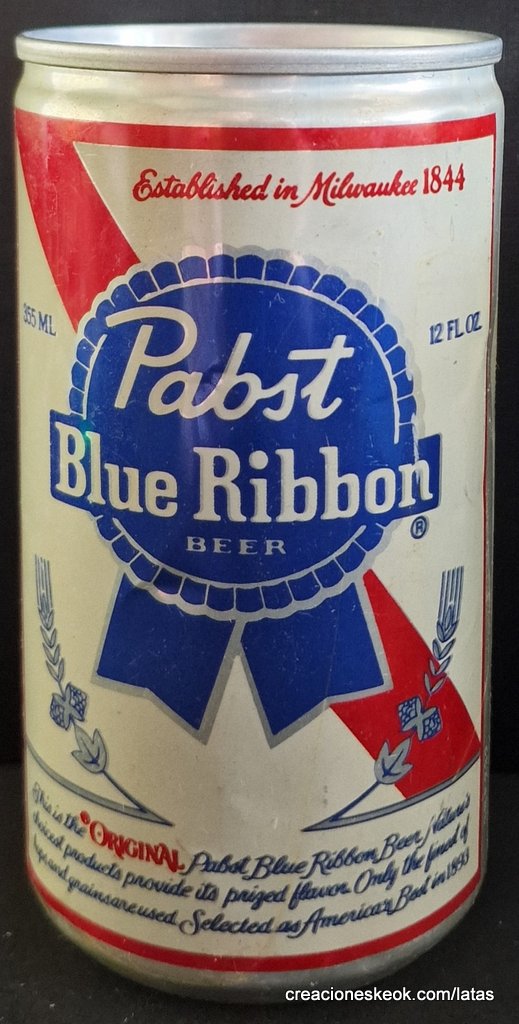 Established in Milwaukee 1844
355 ML
12 FL OZ
Pabst
Blue Ribbon
®
BEER
This is the ORIGINAL Pabst Blue Ribbon Beer Nature's
choicest products provide its prized flavor. Only the finest of
hops and grains are used. Selected as America's Best in 1893
creacioneskeok.com/latas